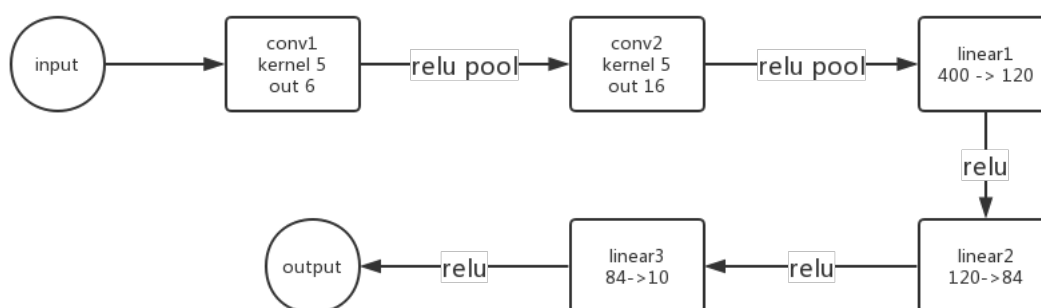 input
conv1
kernel 5
out 6
relu pool
conv2
kernel 5
out 16
relu pool
linear1
400 -> 120
relu
linear2
120->84
relu
linear3
84->10
relu
output